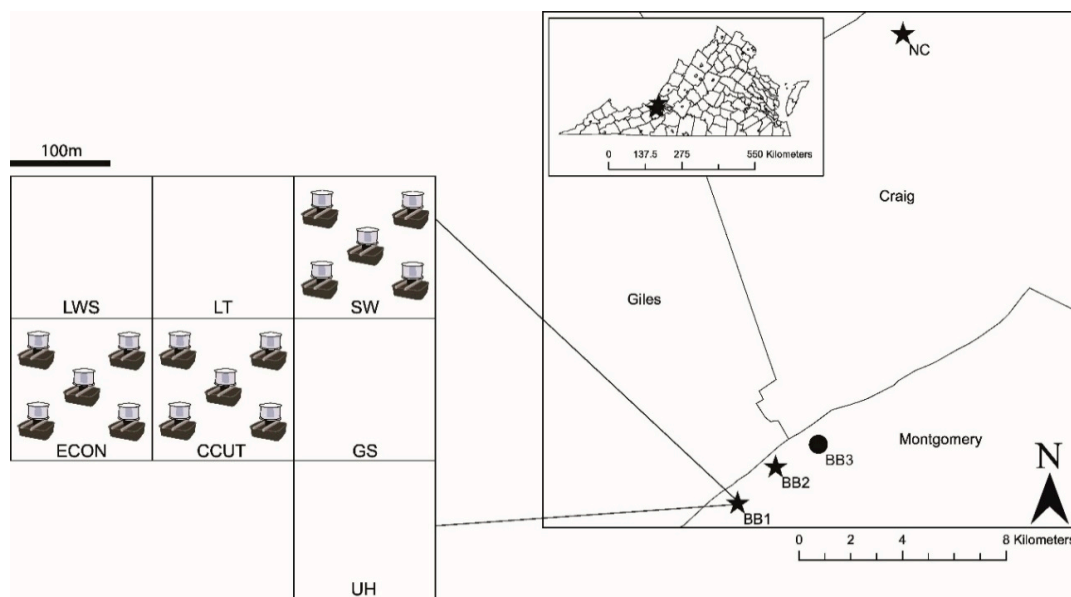 100m
LWS LT SW
ECON CCUT GS
UH
0 137.5 275 550 Kilometers
NC
Craig
Giles
Montgomery
BB3
BB2
BB1
N
0 2 4 8 Kilometers